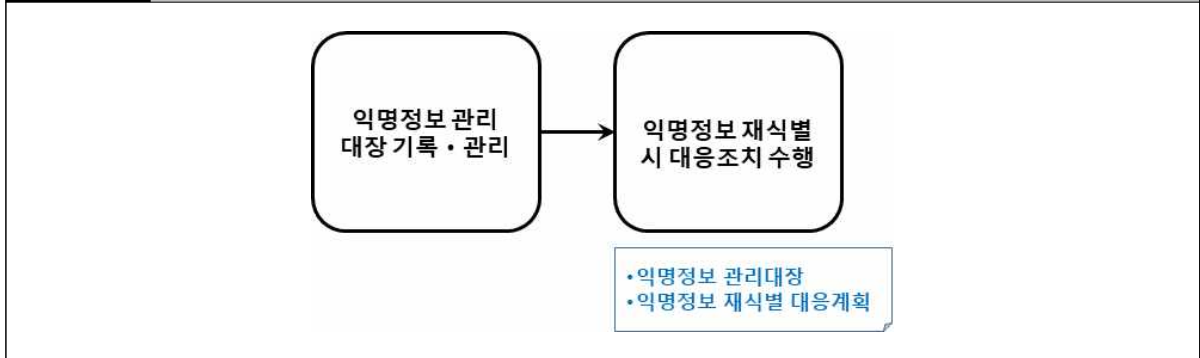 익명정보 관리
대장 기록·관리
익명정보 재식별
시 대응조치 수행
•익명정보 관리대장
•익명정보 재식별 대응계획